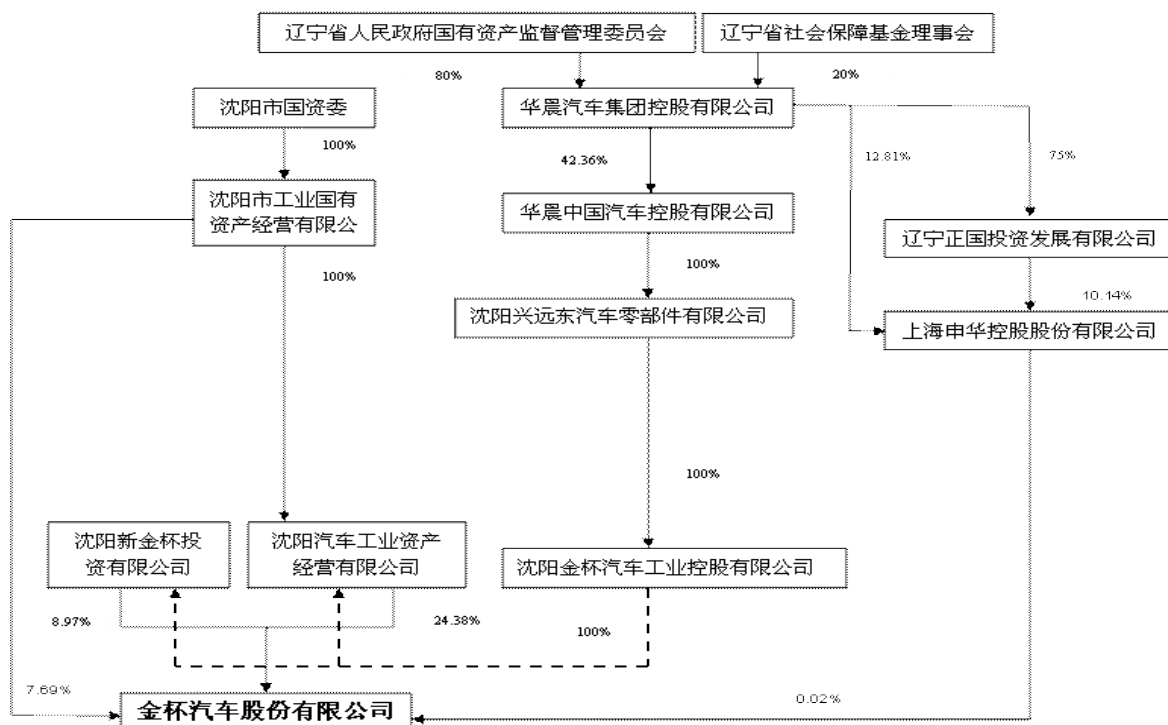 辽宁省人民政府国有资产监督管理委员会
辽宁省社会保障基金理事会
80%
20%
沈阳市国资委
华晨汽车集团控股有限公司
100%
42.36%
12.81%
75%
沈阳市工业国有
资产经营有限公
华晨中国汽车控股有限公司
辽宁正国投资发展有限公司
100%
100%
10.14%
沈阳兴远东汽车零部件有限公司
上海申华控股股份有限公司
100%
沈阳新金杯投
资有限公司
沈阳汽车工业资产
经营有限公司
沈阳金杯汽车工业控股有限公司
8.97%
24.38%
100%
7.69%
0.02%
金杯汽车股份有限公司